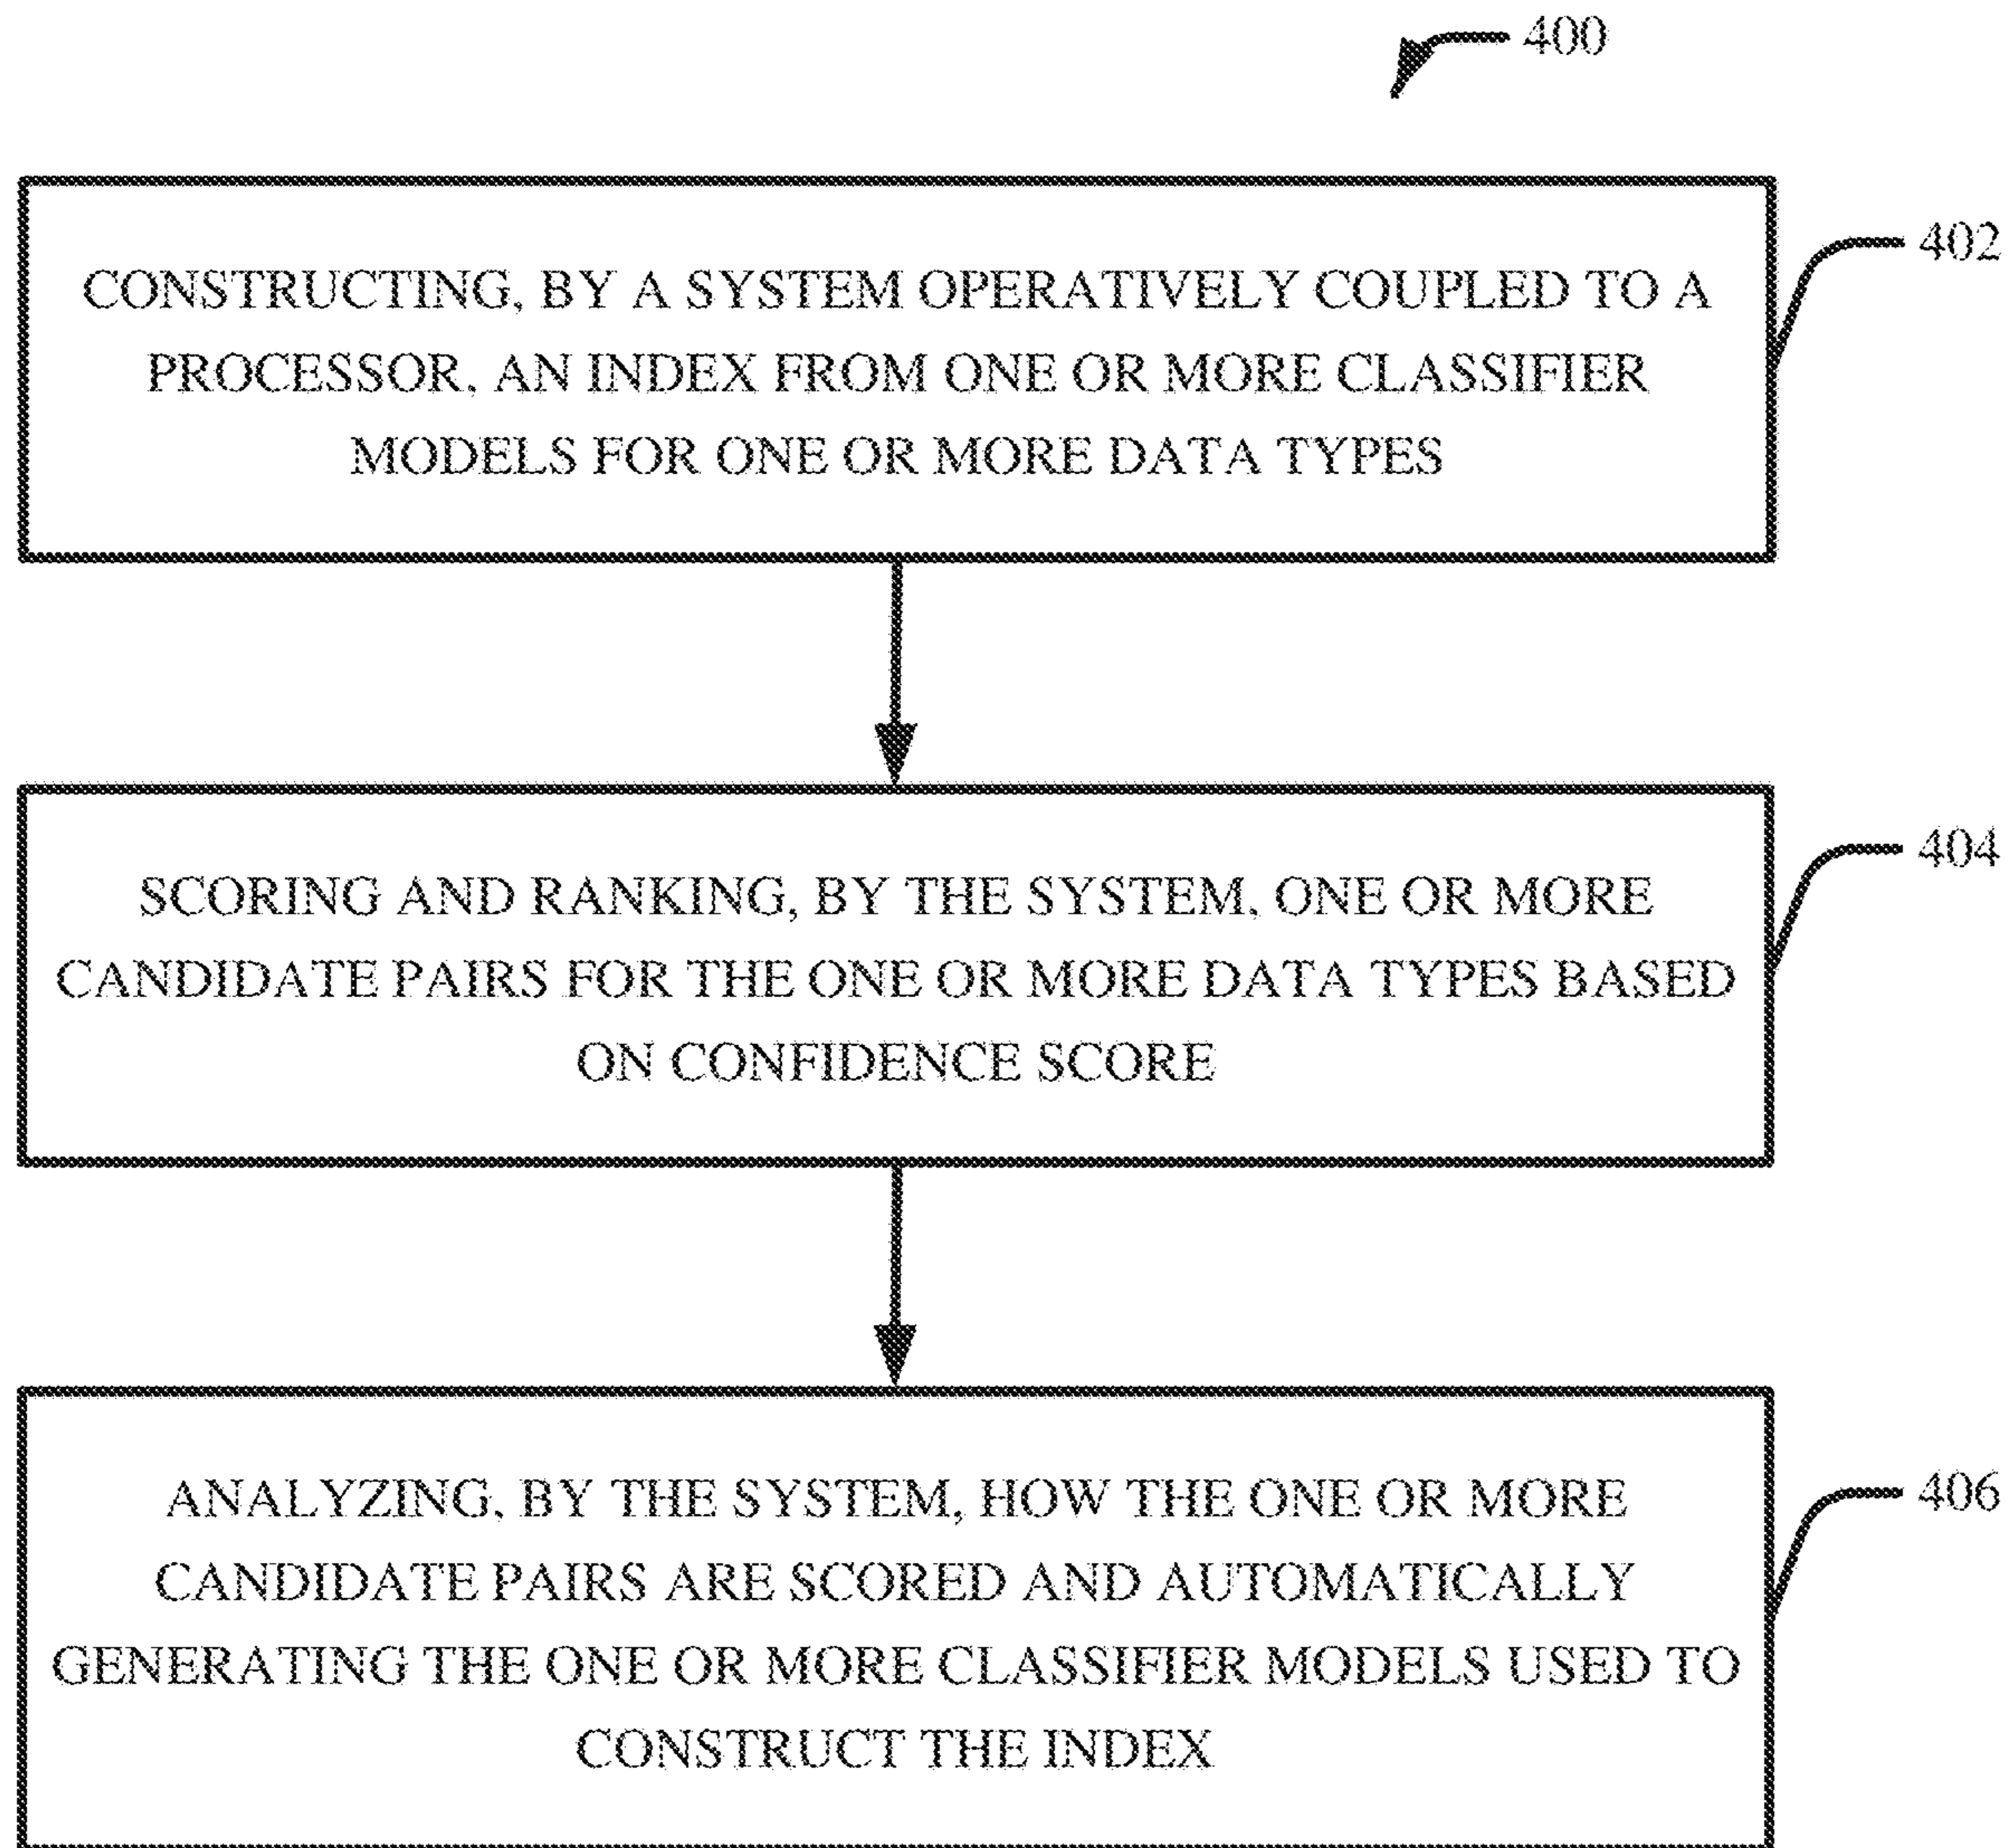 400
402
CONSTRUCTING, BY A SYSTEM OPERATIVELY COUPLED TO A
PROCESSOR, AN INDEX FROM ONE OR MORE CLASSIFIER
MODELS FOR ONE OR MORE DATA TYPES
404
SCORING AND RANKING, BY THE SYSTEM, ONE OR MORE
CANDIDATE PAIRS FOR THE ONE OR MORE DATA TYPES BASED
ON CONFIDENCE SCORE
406
ANALYZING, BY THE SYSTEM, HOW THE ONE OR MORE
CANDIDATE PAIRS ARE SCORED AND AUTOMATICALLY
GENERATING THE ONE OR MORE CLASSIFIER MODELS USED TO
CONSTRUCT THE INDEX